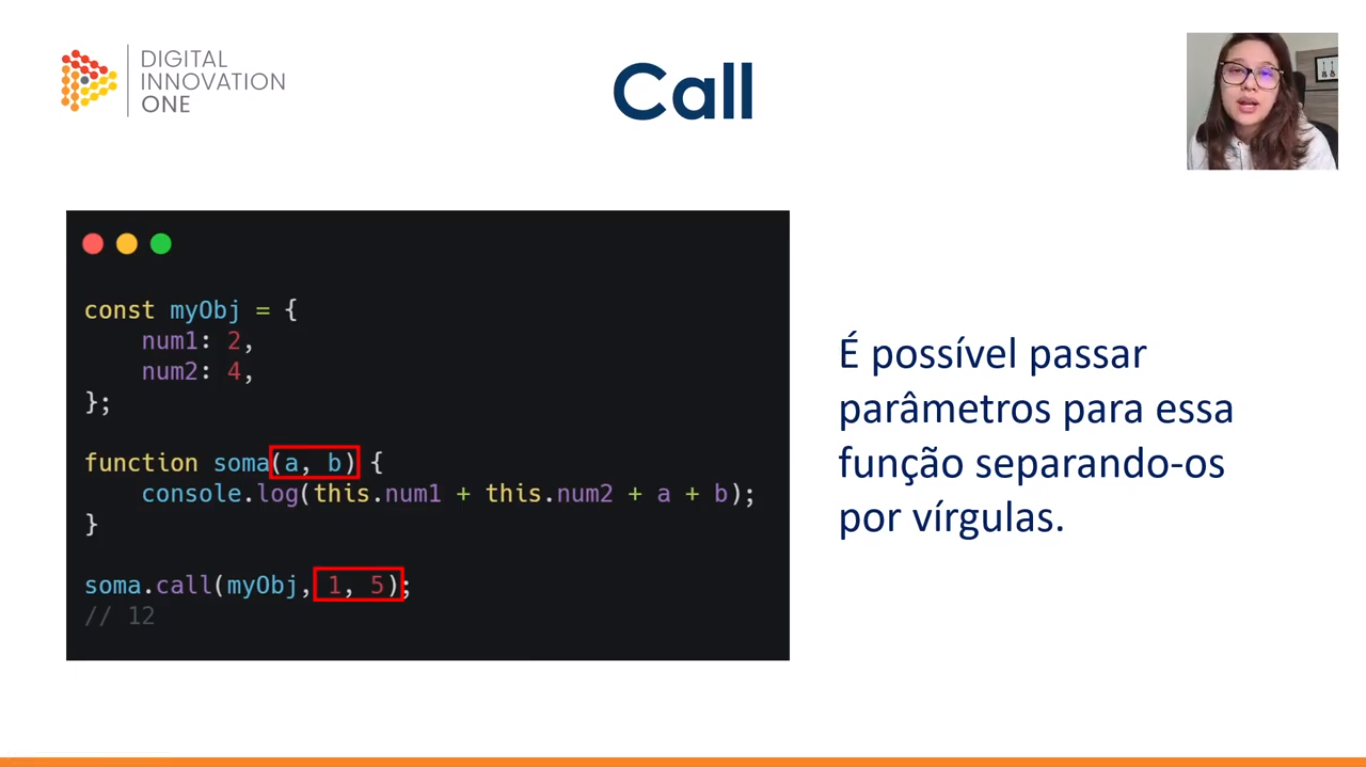 DIGITAL
INNOVATION
ONE
Call
const myObj = {
    num1: 2,
    num2: 4,
};
function soma(a, b) {
    console.log(this.num1 + this.num2 + a + b);
}
soma.call(myObj, 1, 5);
// 12
É possível passar
parâmetros para essa
função separando-os
por vírgulas.